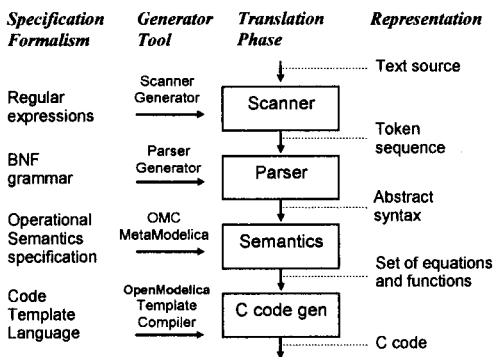 Specification Formalism
Generator Tool
Translation Phase
Representation
Text source
Regular expressions
Scanner Generator
Scanner
Token sequence
BNF grammar
Parser Generator
Parser
Abstract syntax
Operational Semantics specification
OMC MetaModelica
Semantics
Set of equations and functions
Code Template Language
OpenModelica Template Compiler
C code gen
C code